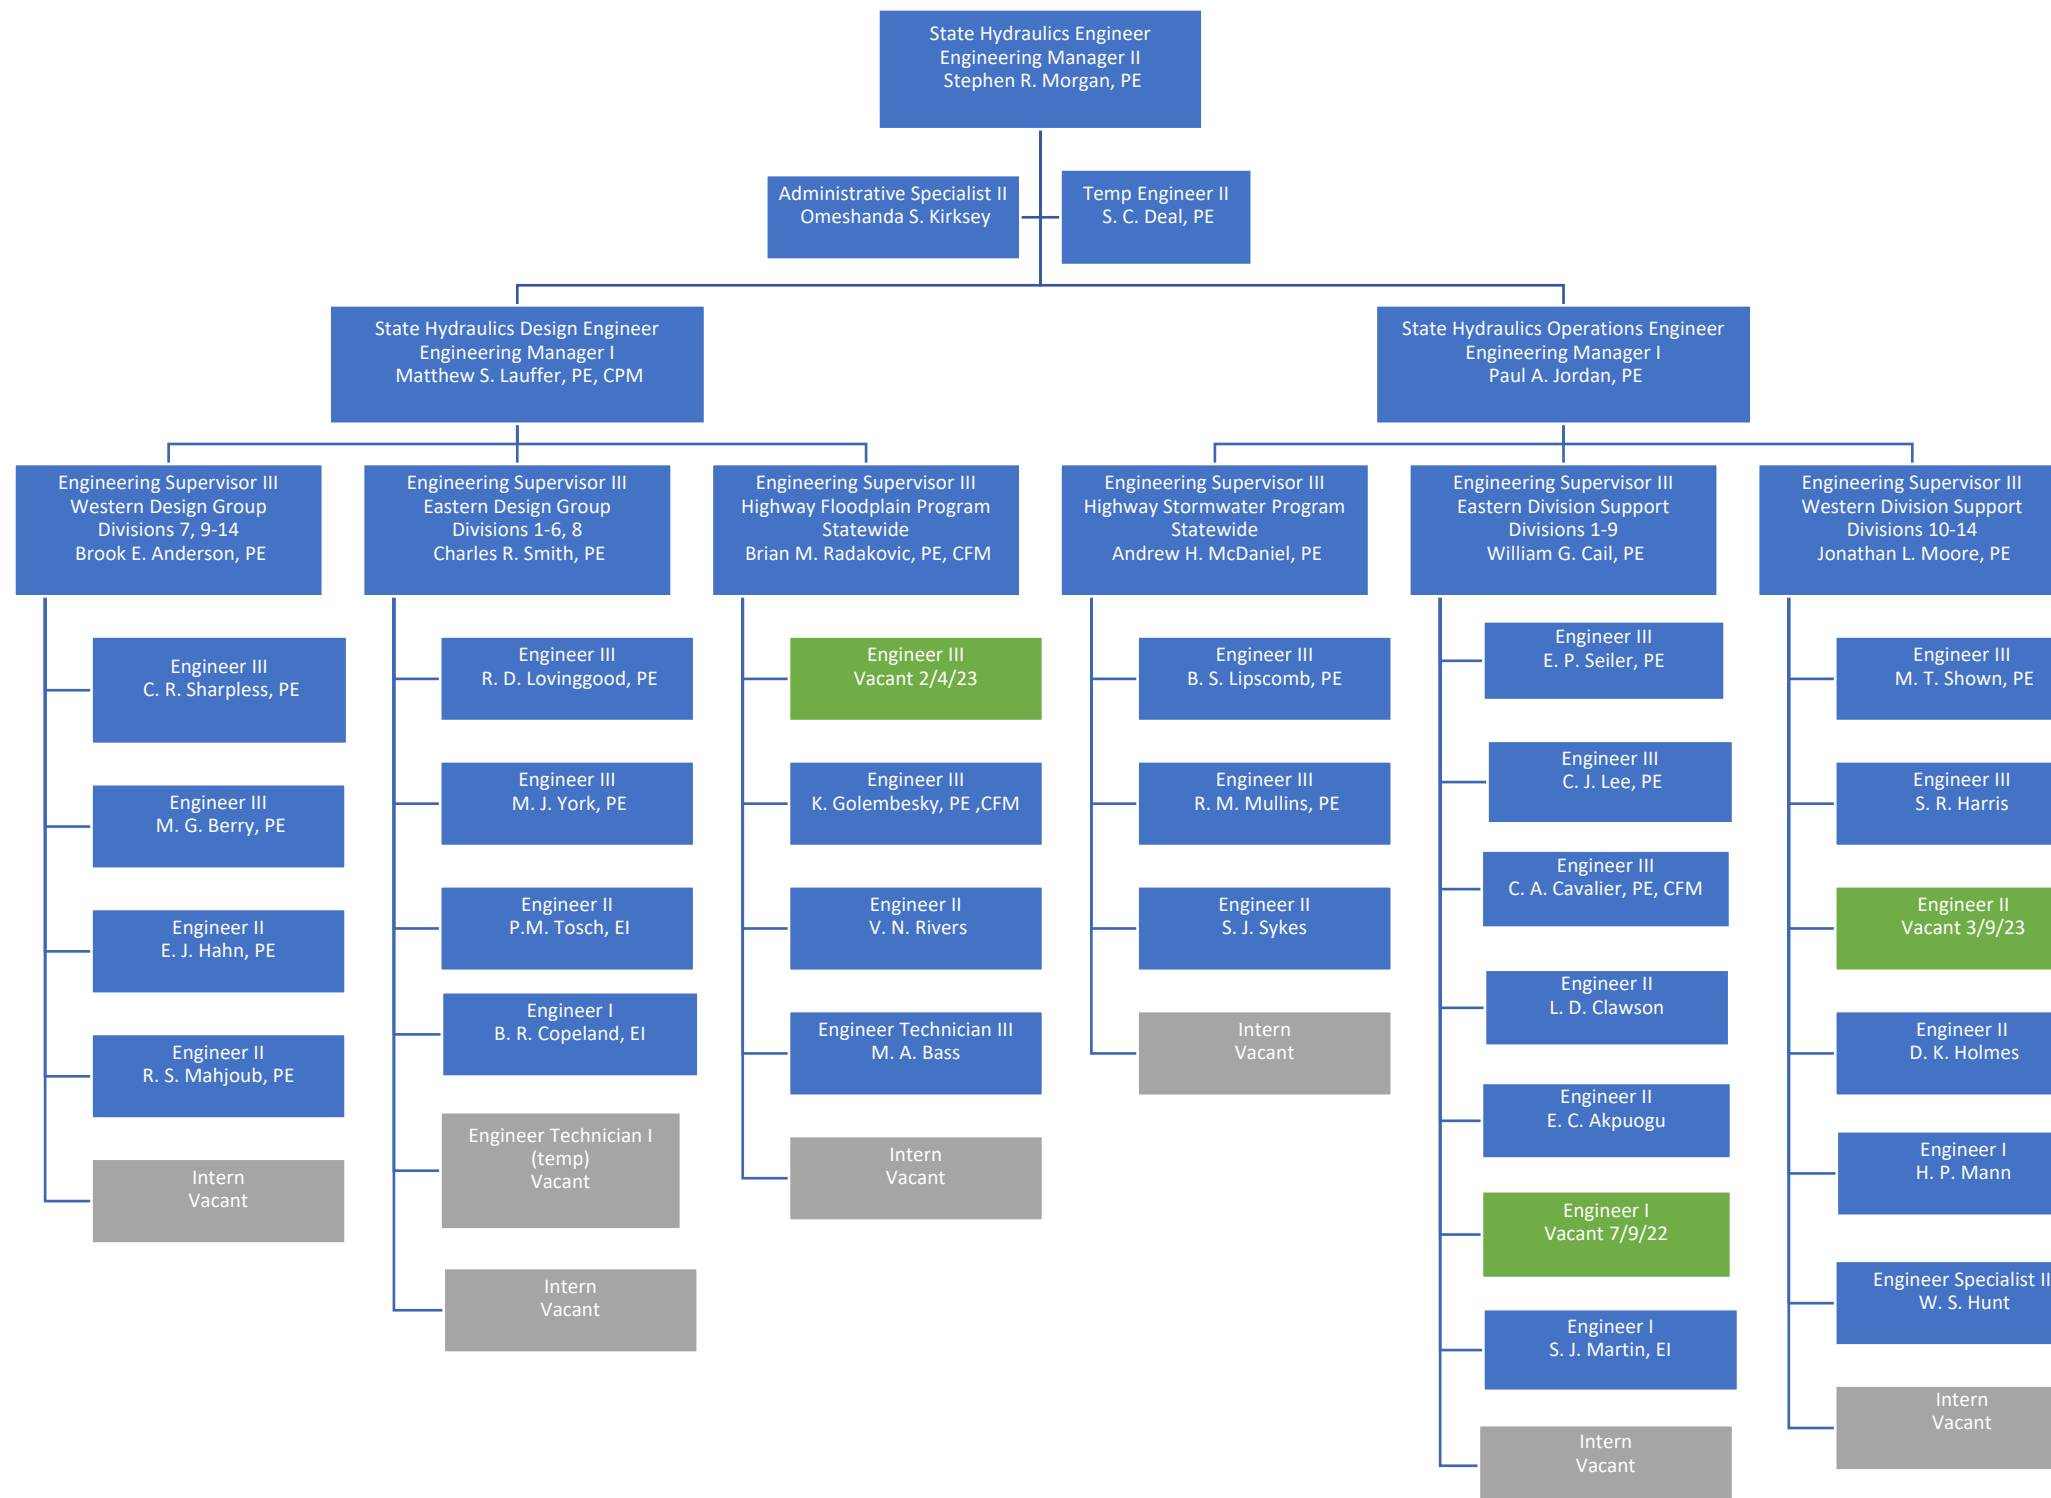 State Hydraulics Engineer
Engineering Manager II
Stephen R. Morgan, PE
Administrative Specialist II
Omeshanda S. Kirksey
Temp Engineer II
S. C. Deal, PE
State Hydraulics Design Engineer
Engineering Manager I
Matthew S. Lauffer, PE, CPM
State Hydraulics Operations Engineer
Engineering Manager I
Paul A. Jordan, PE
Engineering Supervisor III
Western Design Group
Divisions 7, 9-14
Brook E. Anderson, PE
Engineer III
C. R. Sharpless, PE
Engineer III
M. G. Berry, PE
Engineer II
E. J. Hahn, PE
Engineer II
R. S. Mahjoub, PE
Intern
Vacant
Engineering Supervisor III
Eastern Design Group
Divisions 1-6, 8
Charles R. Smith, PE
Engineer III
R. D. Lovinggood, PE
Engineer III
M. J. York, PE
Engineer II
P.M. Tosch, EI
Engineer I
B. R. Copeland, EI
Engineer Technician I
(temp)
Vacant
Intern
Vacant
Engineering Supervisor III
Highway Floodplain Program
Statewide
Brian M. Radakovic, PE, CFM
Engineer III
Vacant 2/4/23
Engineer III
K. Golembesky, PE ,CFM
Engineer II
V. N. Rivers
Engineer Technician III
M. A. Bass
Intern
Vacant
Engineering Supervisor III
Highway Stormwater Program
Statewide
Andrew H. McDaniel, PE
Engineer III
B. S. Lipscomb, PE
Engineer III
R. M. Mullins, PE
Engineer II
S. J. Sykes
Intern
Vacant
Engineering Supervisor III
Eastern Division Support
Divisions 1-9
William G. Cail, PE
Engineer III
E. P. Seiler, PE
Engineer III
C. J. Lee, PE
Engineer III
C. A. Cavalier, PE, CFM
Engineer II
L. D. Clawson
Engineer II
E. C. Akpuogu
Engineer I
Vacant 7/9/22
Engineer I
S. J. Martin, EI
Intern
Vacant
Engineering Supervisor III
Western Division Support
Divisions 10-14
Jonathan L. Moore, PE
Engineer III
M. T. Shown, PE
Engineer III
S. R. Harris
Engineer II
Vacant 3/9/23
Engineer II
D. K. Holmes
Engineer I
H. P. Mann
Engineer Specialist II
W. S. Hunt
Intern
Vacant